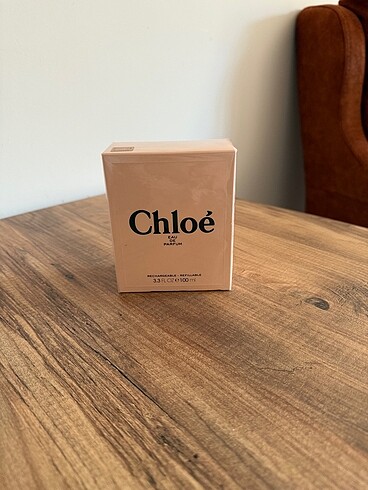 Chloé
EAU
DE
PARFUM
RECHARGEABLE - REFILLABLE
3.3 FL.OZ e 100 ml